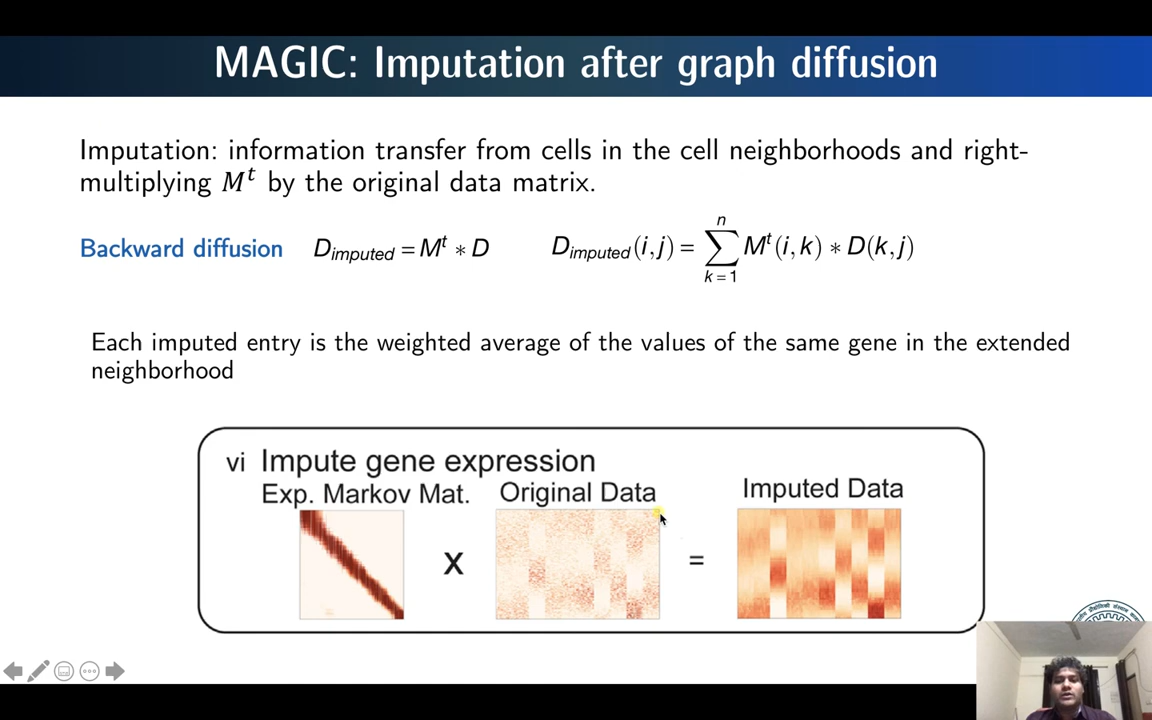 MAGIC: Imputation after graph diffusion
Imputation: information transfer from cells in the cell neighborhoods and right-
multiplying M^t by the original data matrix.
Backward diffusion D_imputed = M^t * D D_imputed(i,j) = ∑_{k=1}^{n} M^t(i,k) * D(k,j)
Each imputed entry is the weighted average of the values of the same gene in the extended
neighborhood
vi Impute gene expression
Exp. Markov Mat. Original Data Imputed Data
X =